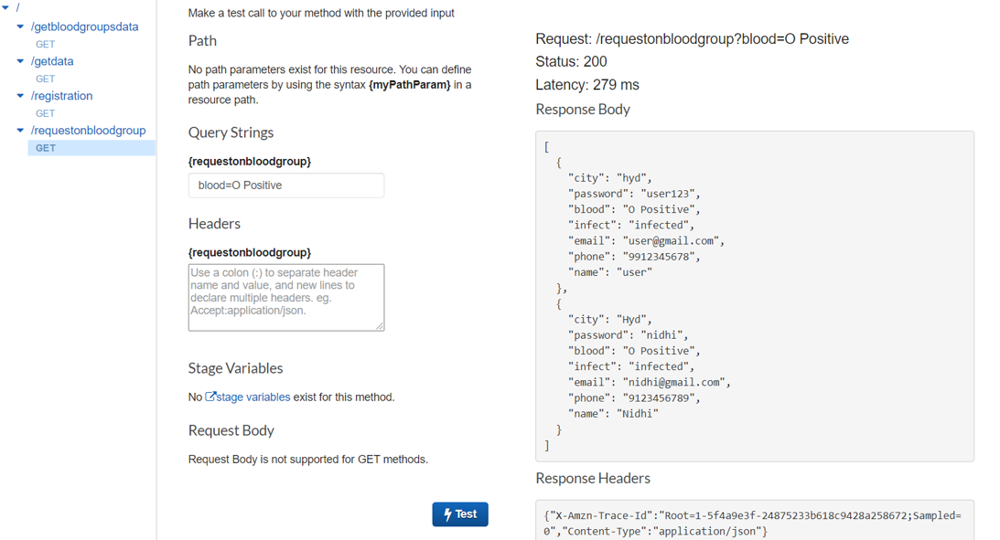 /
/getbloodgroupsdata
GET
/getdata
GET
/registration
GET
/requestonbloodgroup
GET
Make a test call to your method with the provided input
Path
No path parameters exist for this resource. You can define
path parameters by using the syntax {myPathParam} in a
resource path.
Query Strings
{requestonbloodgroup}
blood=O Positive
Headers
{requestonbloodgroup}
Use a colon (:) to separate header
name and value, and new lines to
declare multiple headers. eg.
Accept:application/json.
Stage Variables
No stage variables exist for this method.
Request Body
Request Body is not supported for GET methods.
Test
Request: /requestonbloodgroup?blood=O Positive
Status: 200
Latency: 279 ms
Response Body
[
{
"city": "hyd",
"password": "user123",
"blood": "O Positive",
"infect": "infected",
"email": "user@gmail.com",
"phone": "9912345678",
"name": "user"
},
{
"city": "Hyd",
"password": "nidhi",
"blood": "O Positive",
"infect": "infected",
"email": "nidhi@gmail.com",
"phone": "9123456789",
"name": "Nidhi"
}
]
Response Headers
{"X-Amzn-Trace-Id":"Root=1-5f4a9e3f-24875233b618c9428a258672;Sampled=
0","Content-Type":"application/json"}